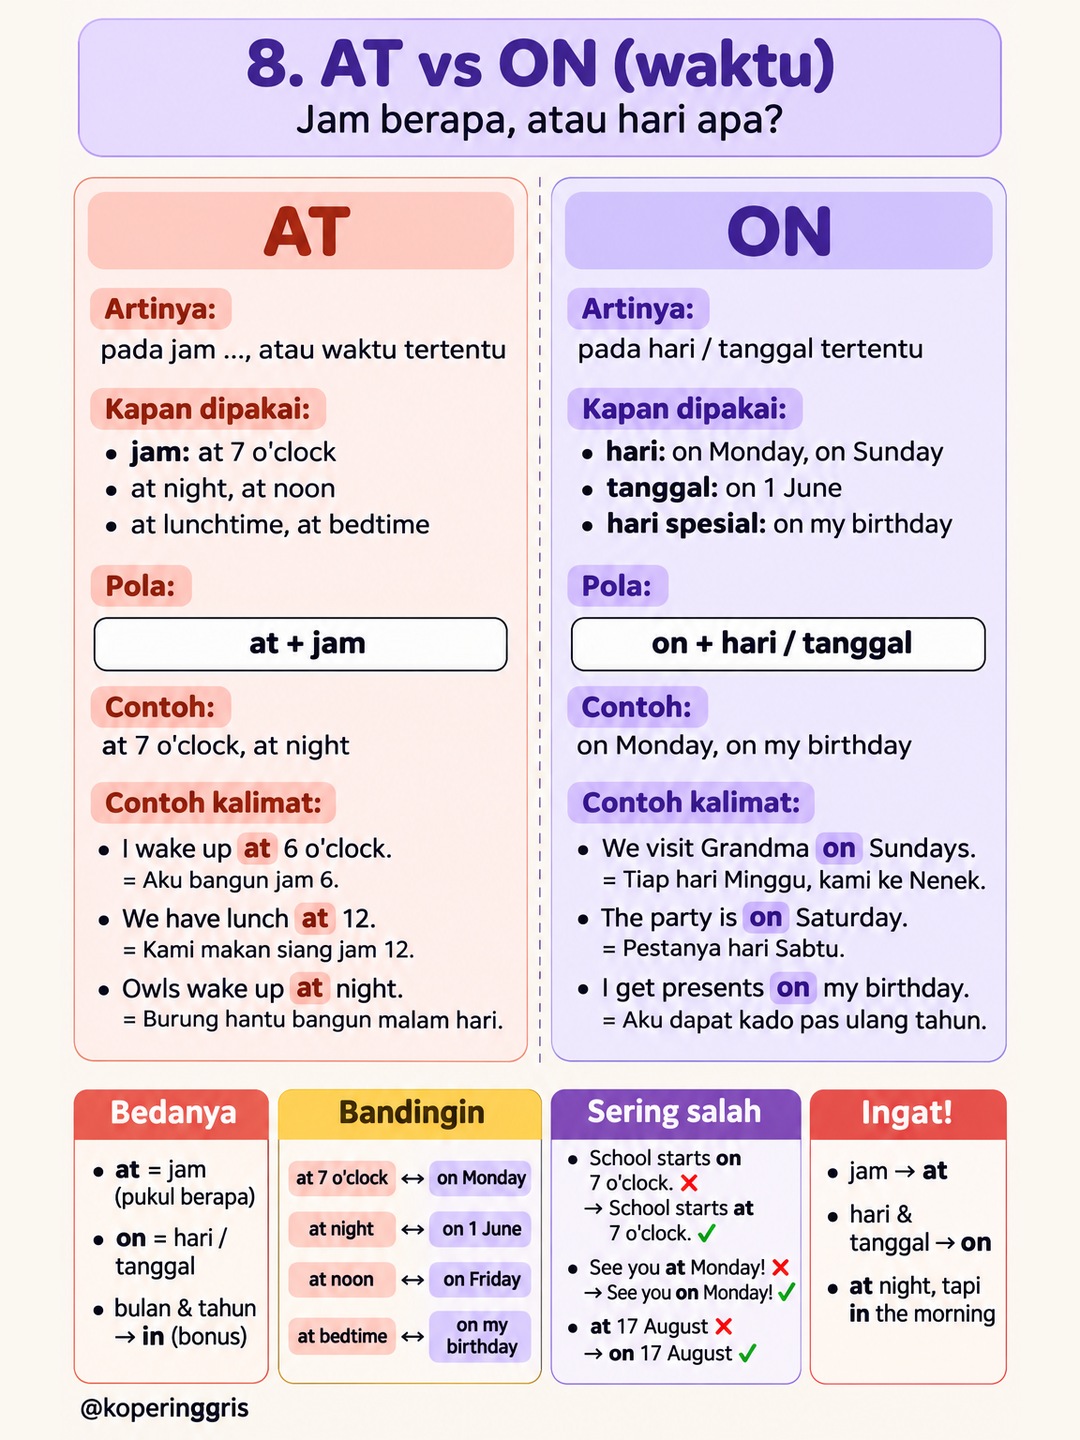 8. AT vs ON (waktu)
Jam berapa, atau hari apa?
AT
Artinya:
pada jam ..., atau waktu tertentu
Kapan dipakai:
• jam: at 7 o'clock
• at night, at noon
• at lunchtime, at bedtime
Pola:
at + jam
Contoh:
at 7 o'clock, at night
Contoh kalimat:
• I wake up at 6 o'clock.
= Aku bangun jam 6.
• We have lunch at 12.
= Kami makan siang jam 12.
• Owls wake up at night.
= Burung hantu bangun malam hari.
ON
Artinya:
pada hari / tanggal tertentu
Kapan dipakai:
• hari: on Monday, on Sunday
• tanggal: on 1 June
• hari spesial: on my birthday
Pola:
on + hari / tanggal
Contoh:
on Monday, on my birthday
Contoh kalimat:
• We visit Grandma on Sundays.
= Tiap hari Minggu, kami ke Nenek.
• The party is on Saturday.
= Pestanya hari Sabtu.
• I get presents on my birthday.
= Aku dapat kado pas ulang tahun.
Bedanya
• at = jam
(pukul berapa)
• on = hari /
tanggal
• bulan & tahun
→ in (bonus)
Bandingin
at 7 o'clock ↔ on Monday
at night ↔ on 1 June
at noon ↔ on Friday
at bedtime ↔ on my
birthday
Sering salah
• School starts on
7 o'clock. ❌
→ School starts at
7 o'clock. ✓
• See you at Monday! ❌
→ See you on Monday! ✓
• at 17 August ❌
→ on 17 August ✓
Ingat!
• jam → at
• hari &
tanggal → on
• at night, tapi
in the morning
@koperinggris